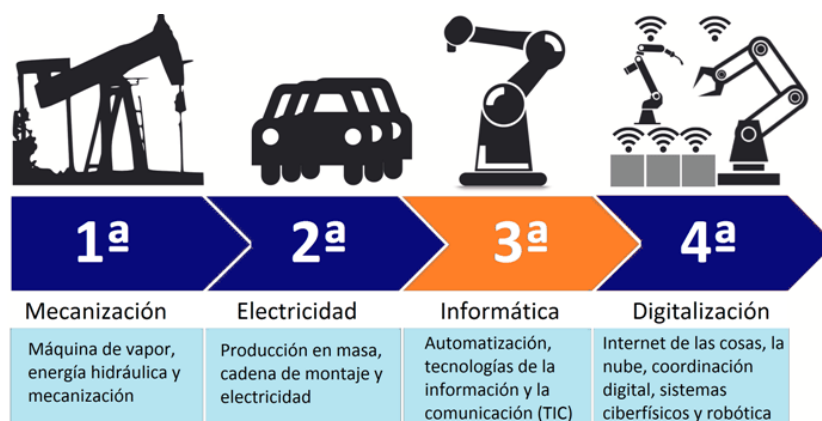 1ª
2ª
3ª
4ª
Mecanización
Electricidad
Informática
Digitalización
Máquina de vapor,
energía hidráulica y
mecanización
Producción en masa,
cadena de montaje y
electricidad
Automatización,
tecnologías de la
información y la
comunicación (TIC)
Internet de las cosas, la
nube, coordinación
digital, sistemas
ciberfísicos y robótica